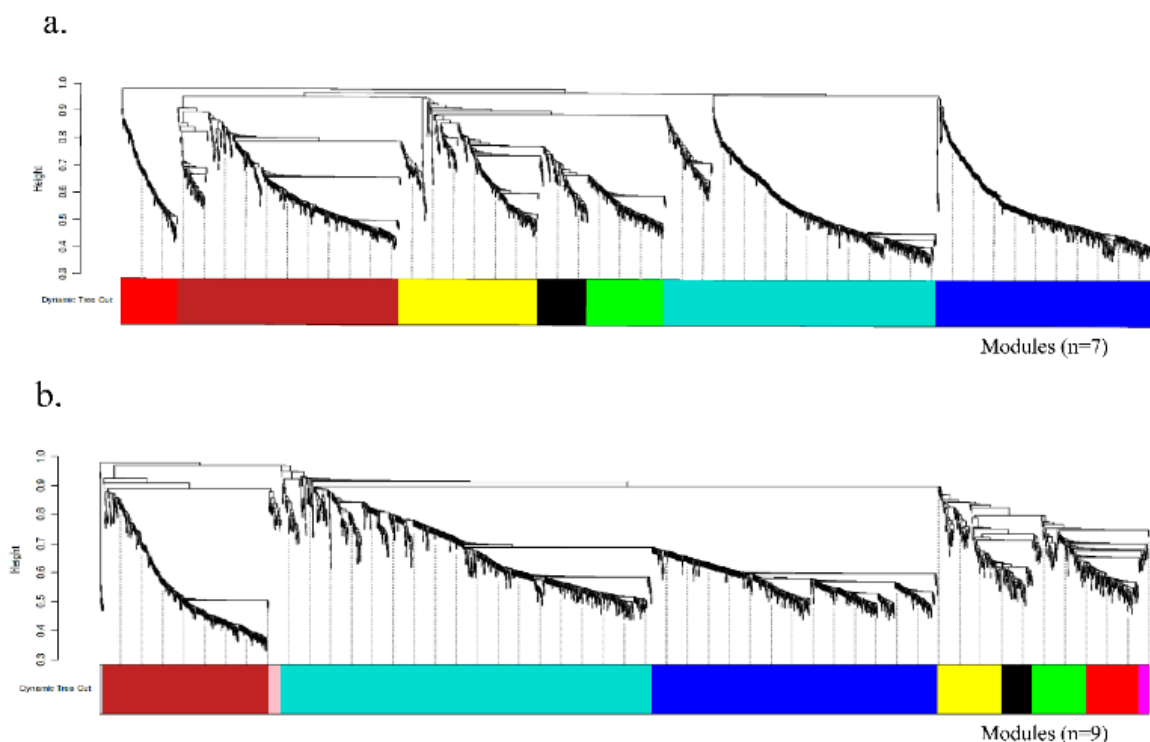 a.
1.0
0.9
0.8
0.7
0.6
0.5
0.4
0.3
Height
Dynamic Tree Cut
Modules (n=7)
b.
1.0
0.9
0.8
0.7
0.6
0.5
0.4
0.3
Height
Dynamic Tree Cut
Modules (n=9)